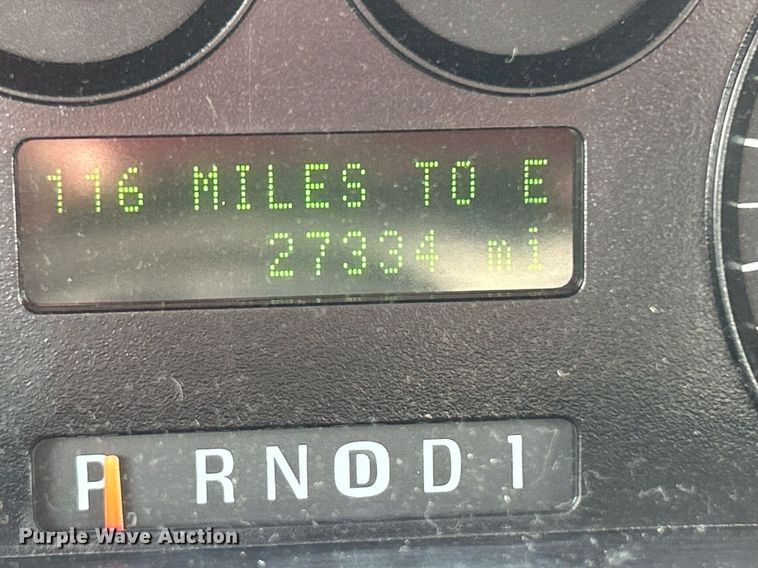 116 MILES TO E
27334 mi
P R N D D 1
Purple Wave Auction